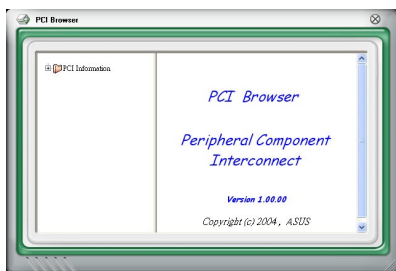 PCI Browser
PCI Information
PCI Browser
Peripheral Component
Interconnect
Version 1.00.00
Copyright (c) 2004 , ASUS